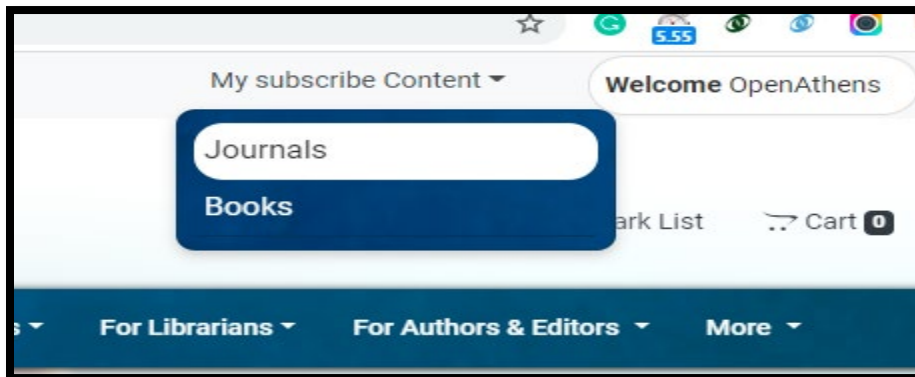 5.55
My subscribe Content
Welcome OpenAthens
Journals
Books
ark List
Cart 0
s
For Librarians
For Authors & Editors
More